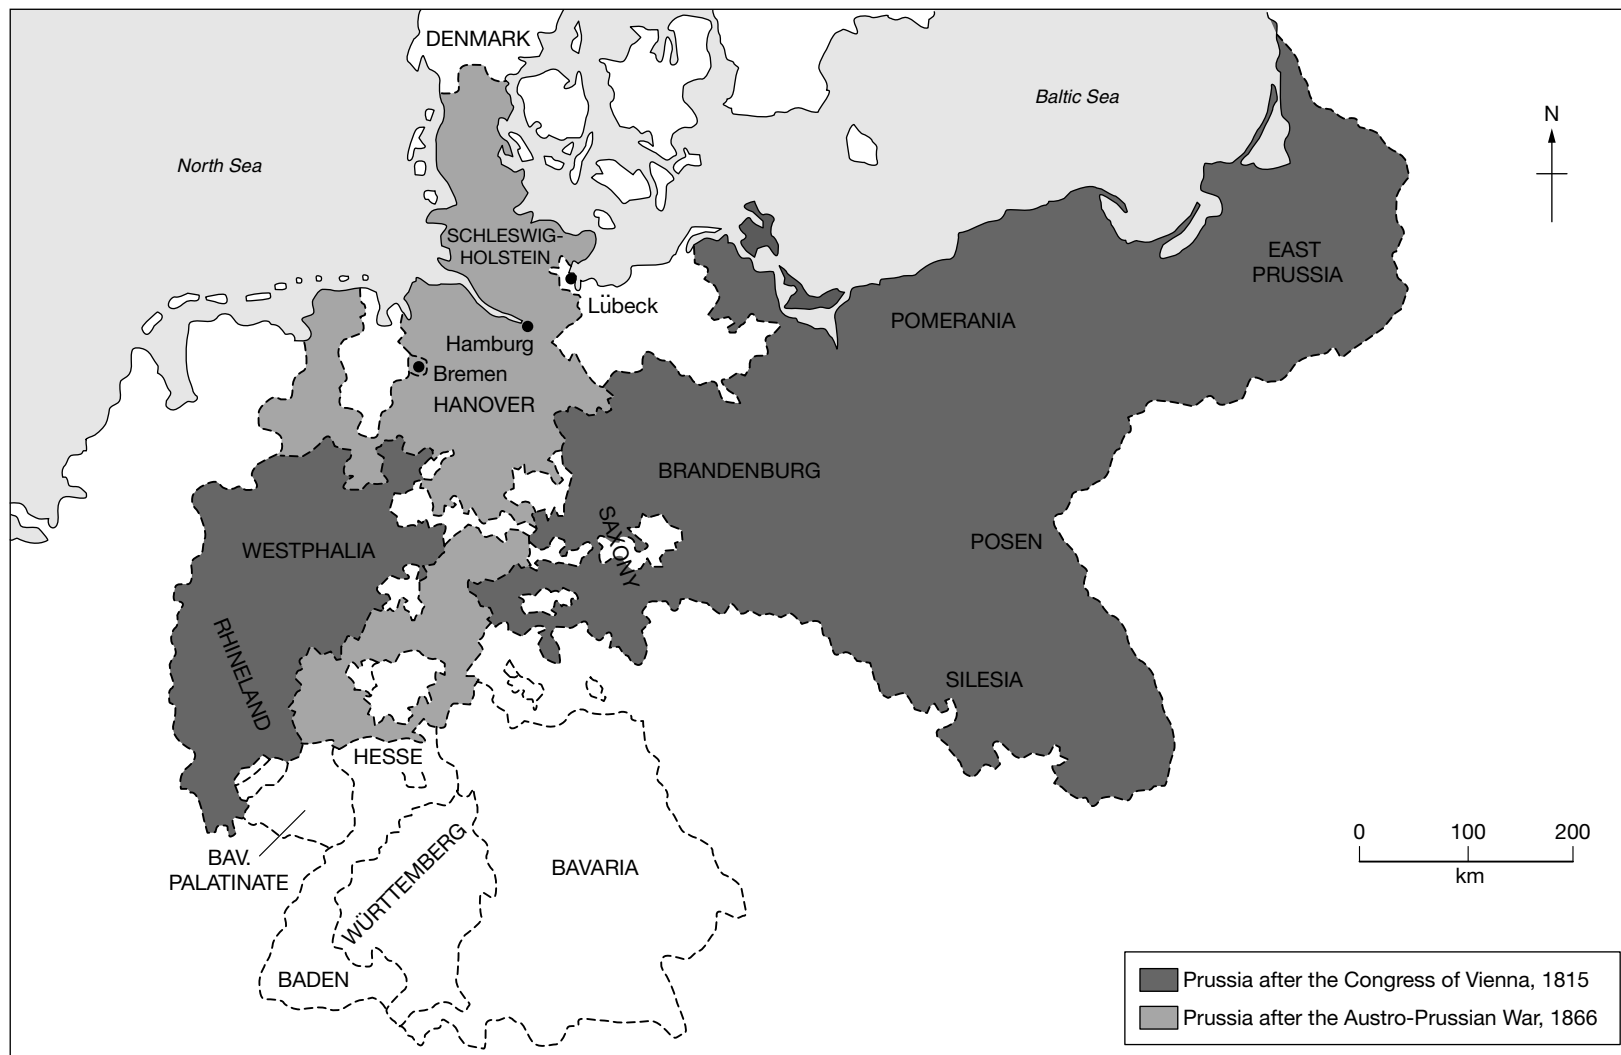 DENMARK
Baltic Sea
N
North Sea
SCHLESWIG-
HOLSTEIN
EAST
PRUSSIA
Lübeck
POMERANIA
Hamburg
Bremen
HANOVER
BRANDENBURG
SAXONY
WESTPHALIA
POSEN
RHINELAND
SILESIA
HESSE
BAV.
PALATINATE
WÜRTTEMBERG
BAVARIA
BADEN
0 100 200
km
Prussia after the Congress of Vienna, 1815
Prussia after the Austro-Prussian War, 1866